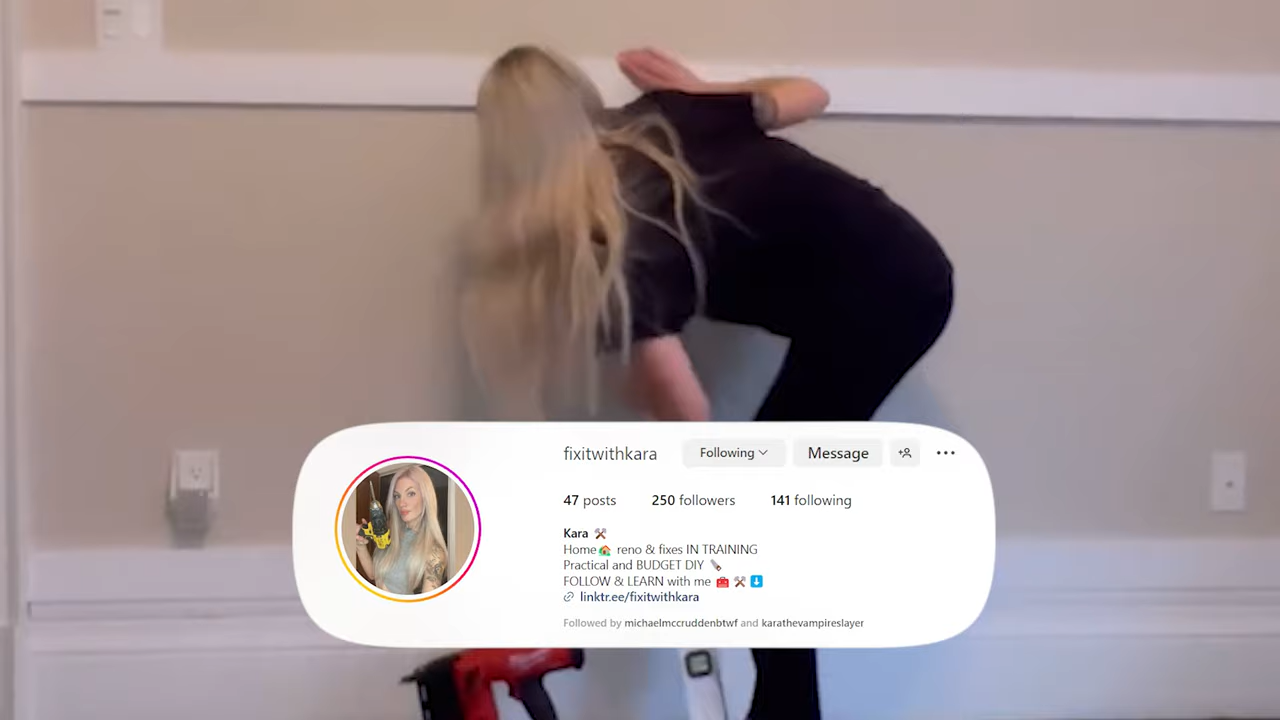 fixitwithkara Following Message
47 posts 250 followers 141 following
Kara
Home reno & fixes IN TRAINING
Practical and BUDGET DIY
FOLLOW & LEARN with me
linktr.ee/fixitwithkara
Followed by michaelmccruddenbtwf and karathevampireslayer